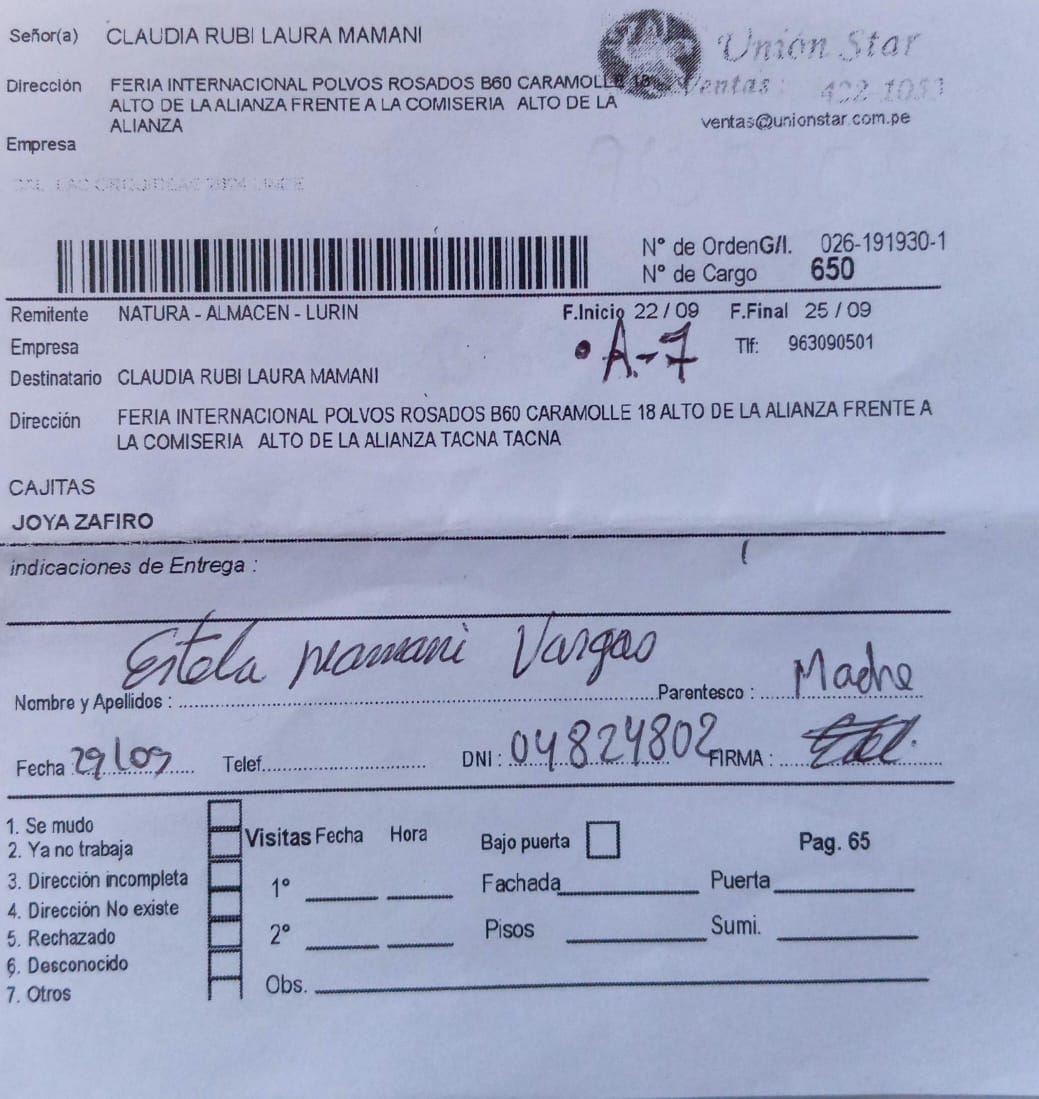 Señor(a) CLAUDIA RUBI LAURA MAMANI
Unión Star
Dirección FERIA INTERNACIONAL POLVOS ROSADOS B60 CARAMOLLE 18
ALTO DE LA ALIANZA FRENTE A LA COMISERIA ALTO DE LA
ALIANZA
Ventas : 422-1053
ventas@unionstar.com.pe
Empresa
N° de OrdenG/I. 026-191930-1
N° de Cargo 650
Remitente NATURA - ALMACEN - LURIN F.Inicio 22 / 09 F.Final 25 / 09
Empresa Tlf: 963090501
• A-7
Destinatario CLAUDIA RUBI LAURA MAMANI
Dirección FERIA INTERNACIONAL POLVOS ROSADOS B60 CARAMOLLE 18 ALTO DE LA ALIANZA FRENTE A
LA COMISERIA ALTO DE LA ALIANZA TACNA TACNA
CAJITAS
JOYA ZAFIRO
indicaciones de Entrega :
Nombre y Apellidos : Estela Mamani Vargas Parentesco : Madre
Fecha : 29/09 Telef. DNI : 04824802 FIRMA :
1. Se mudo
2. Ya no trabaja
3. Dirección incompleta
4. Dirección No existe
5. Rechazado
6. Desconocido
7. Otros
Visitas Fecha Hora Bajo puerta Pag. 65
1° Fachada Puerta
2° Pisos Sumi.
Obs.